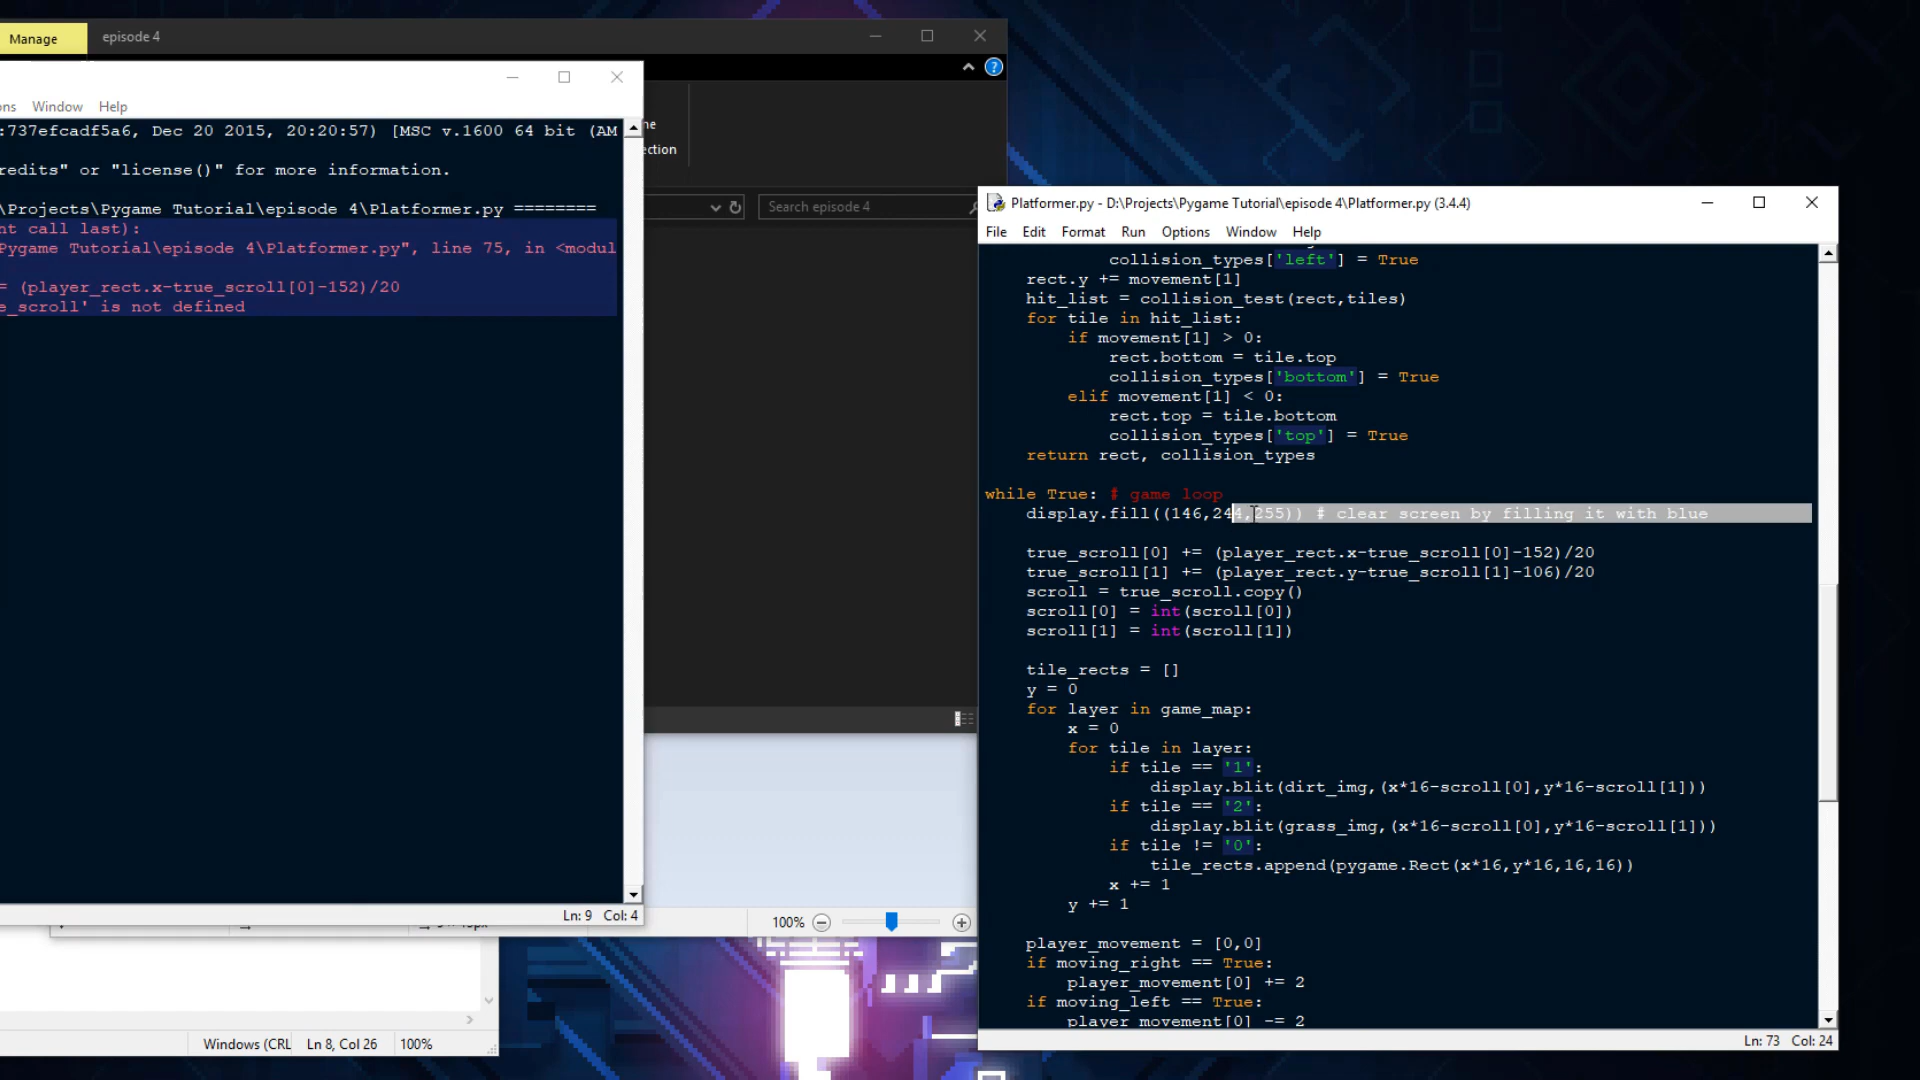 Manage
episode 4
ons Window Help
:737efcadf5a6, Dec 20 2015, 20:20:57) [MSC v.1600 64 bit (AM
redits" or "license()" for more information.
\Projects\Pygame Tutorial\episode 4\Platformer.py ========
nt call last):
Pygame Tutorial\episode 4\Platformer.py", line 75, in <modul
= (player_rect.x-true_scroll[0]-152)/20
e_scroll' is not defined
Ln: 9 Col: 4
ne
ection
Search episode 4
100%
Windows (CRL
Ln 8, Col 26
100%
Platformer.py - D:\Projects\Pygame Tutorial\episode 4\Platformer.py (3.4.4)
File Edit Format Run Options Window Help
collision_types['left'] = True
rect.y += movement[1]
hit_list = collision_test(rect,tiles)
for tile in hit_list:
if movement[1] > 0:
rect.bottom = tile.top
collision_types['bottom'] = True
elif movement[1] < 0:
rect.top = tile.bottom
collision_types['top'] = True
return rect, collision_types
while True: # game loop
display.fill((146,244,255)) # clear screen by filling it with blue
true_scroll[0] += (player_rect.x-true_scroll[0]-152)/20
true_scroll[1] += (player_rect.y-true_scroll[1]-106)/20
scroll = true_scroll.copy()
scroll[0] = int(scroll[0])
scroll[1] = int(scroll[1])
tile_rects = []
y = 0
for layer in game_map:
x = 0
for tile in layer:
if tile == '1':
display.blit(dirt_img,(x*16-scroll[0],y*16-scroll[1]))
if tile == '2':
display.blit(grass_img,(x*16-scroll[0],y*16-scroll[1]))
if tile != '0':
tile_rects.append(pygame.Rect(x*16,y*16,16,16))
x += 1
y += 1
player_movement = [0,0]
if moving_right == True:
player_movement[0] += 2
if moving_left == True:
player_movement[0] -= 2
Ln: 73 Col: 24